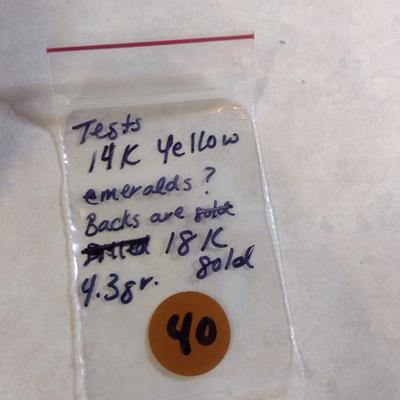 Tests
14K Yellow
emeralds?
Backs are
18K
4.3gr. gold
40